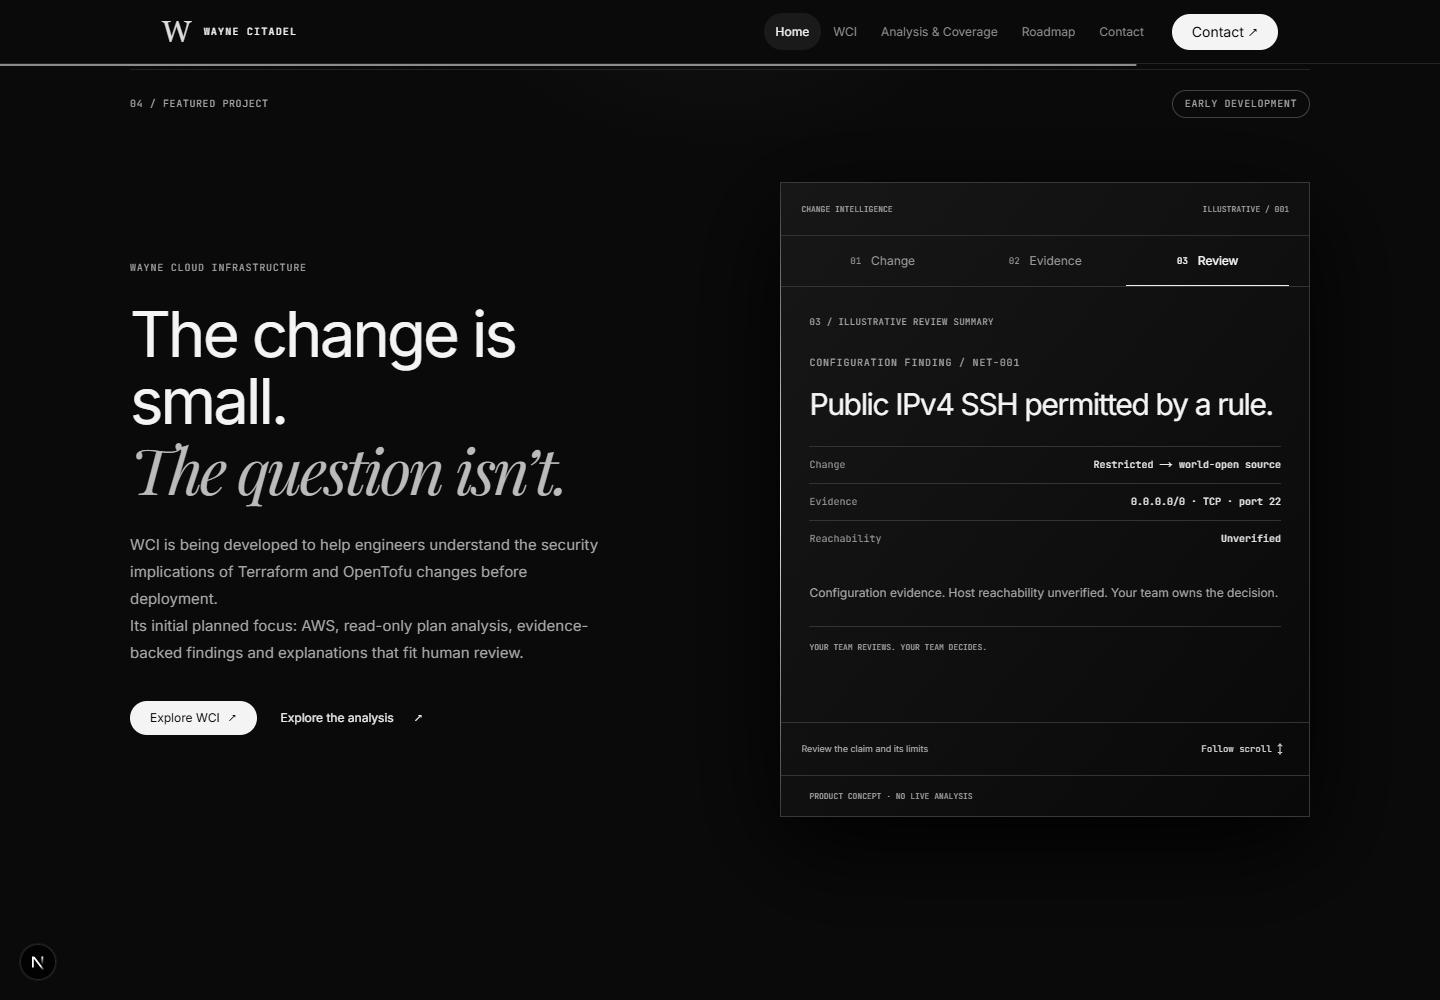 W WAYNE CITADEL
Home WCI Analysis & Coverage Roadmap Contact Contact ↗
04 / FEATURED PROJECT
EARLY DEVELOPMENT
WAYNE CLOUD INFRASTRUCTURE
The change is
small.
The question isn’t.
WCI is being developed to help engineers understand the security
implications of Terraform and OpenTofu changes before
deployment.
Its initial planned focus: AWS, read-only plan analysis, evidence-
backed findings and explanations that fit human review.
Explore WCI ↗ Explore the analysis ↗
CHANGE INTELLIGENCE ILLUSTRATIVE / 001
01 Change 02 Evidence 03 Review
03 / ILLUSTRATIVE REVIEW SUMMARY
CONFIGURATION FINDING / NET-001
Public IPv4 SSH permitted by a rule.
Change Restricted → world-open source
Evidence 0.0.0.0/0 · TCP · port 22
Reachability Unverified
Configuration evidence. Host reachability unverified. Your team owns the decision.
YOUR TEAM REVIEWS. YOUR TEAM DECIDES.
Review the claim and its limits Follow scroll ↕
PRODUCT CONCEPT · NO LIVE ANALYSIS
N